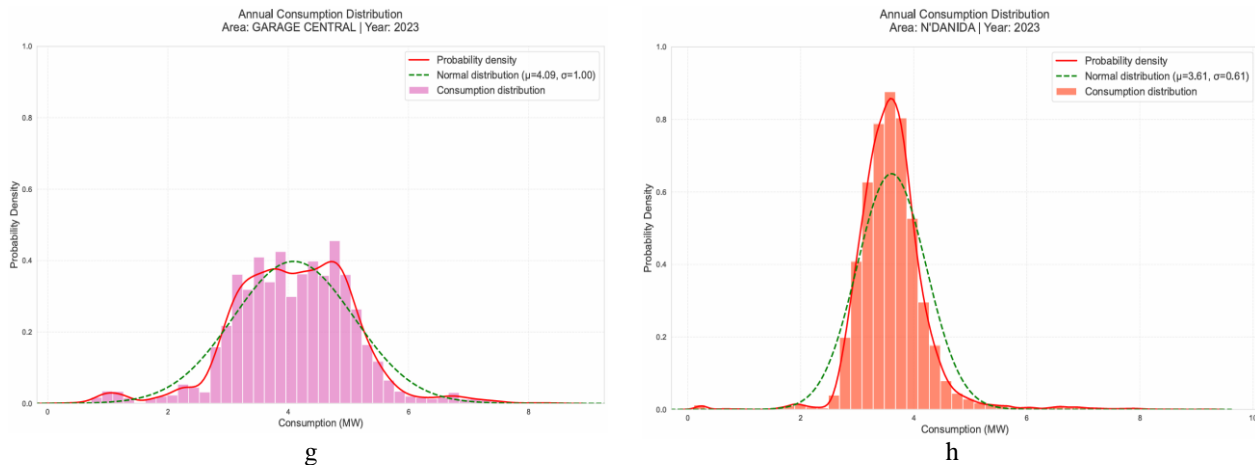 Annual Consumption Distribution
Area: GARAGE CENTRAL | Year: 2023
1.0
0.8
0.6
0.4
0.2
0.0
Probability Density
Probability density
Normal distribution (μ=4.09, σ=1.00)
Consumption distribution
0
2
4
6
8
Consumption (MW)
g
Annual Consumption Distribution
Area: N'DANIDA | Year: 2023
1.0
0.8
0.6
0.4
0.2
0.0
Probability Density
Probability density
Normal distribution (μ=3.61, σ=0.61)
Consumption distribution
0
2
4
6
8
10
Consumption (MW)
h